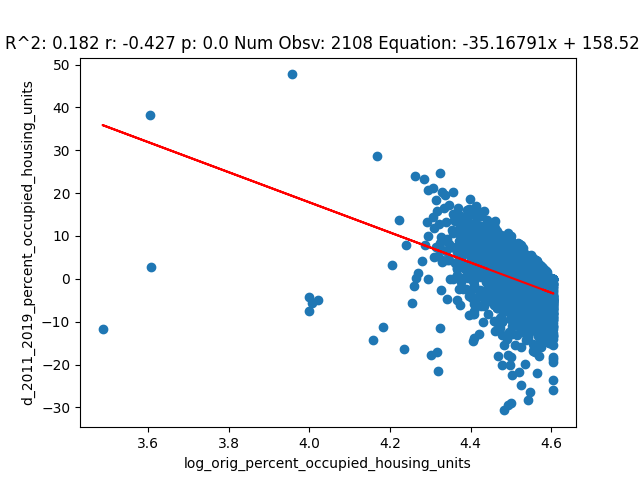 R^2: 0.182 r: -0.427 p: 0.0 Num Obsv: 2108 Equation: -35.16791x + 158.52
d_2011_2019_percent_occupied_housing_units
50
40
30
20
10
0
−10
−20
−30
3.6 3.8 4.0 4.2 4.4 4.6
log_orig_percent_occupied_housing_units